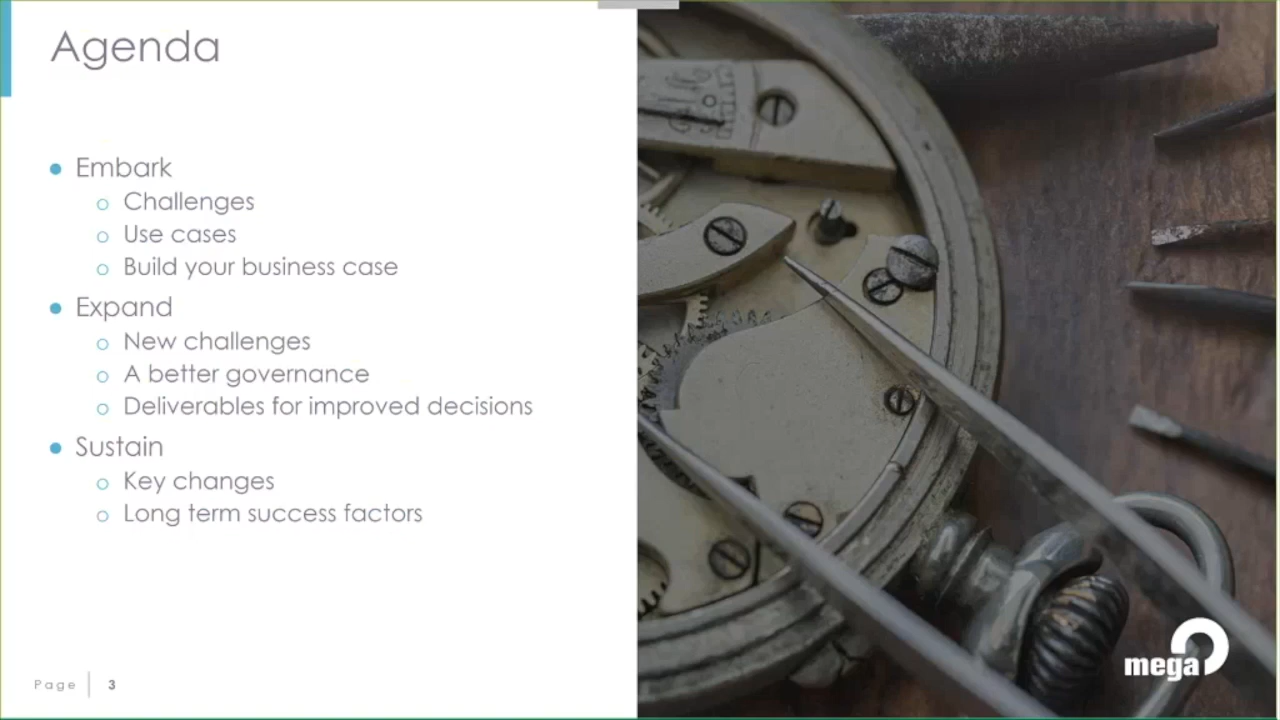 Agenda
Embark
Challenges
Use cases
Build your business case
Expand
New challenges
A better governance
Deliverables for improved decisions
Sustain
Key changes
Long term success factors
Page 3
mega